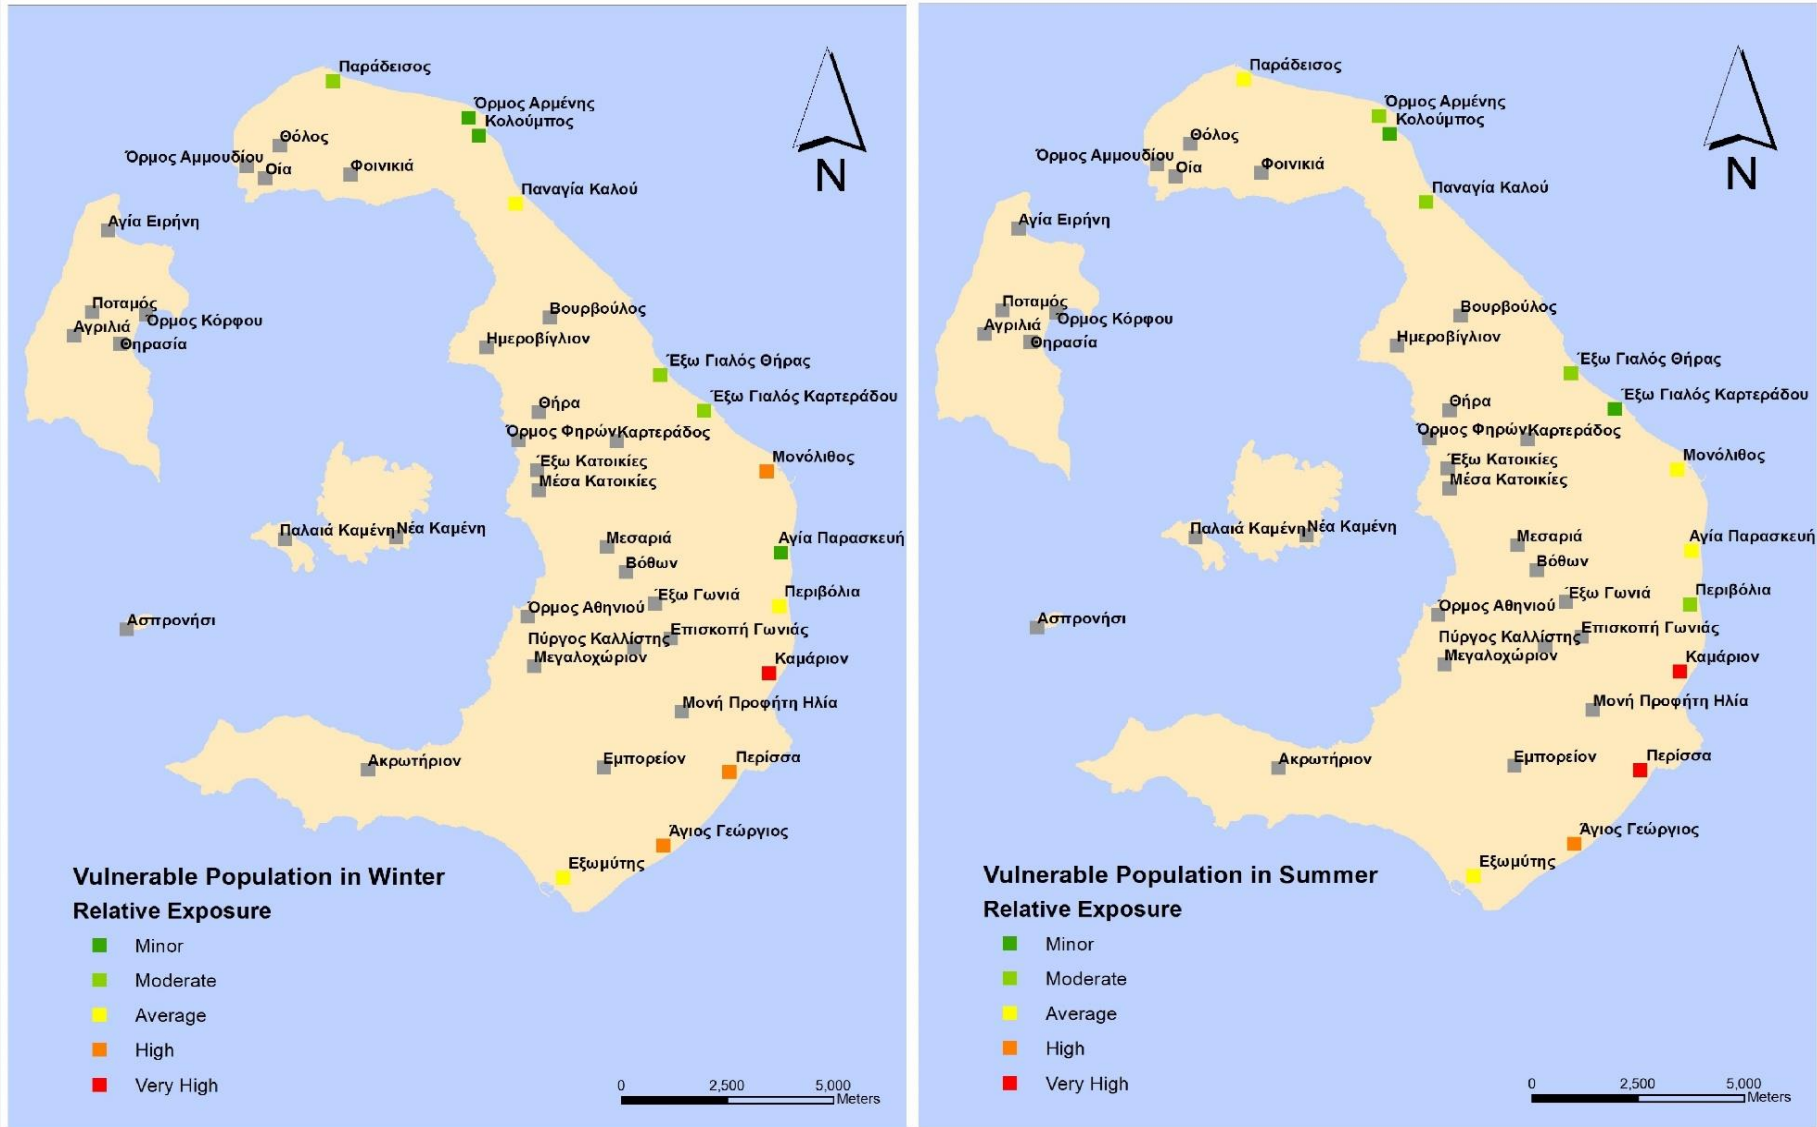 Παράδεισος
Όρμος Αρμένης
Κολούμπος
Θόλος
Όρμος Αμμουδίου
Οία
Φοινικιά
N
Παναγία Καλού
Αγία Ειρήνη
Ποταμός
Όρμος Κόρφου
Αγριλιά
Θηρασία
Βουρβούλος
Ημεροβίγλιον
Έξω Γιαλός Θήρας
Έξω Γιαλός Καρτεράδου
Θήρα
Όρμος Φηρών
Καρτεράδος
Έξω Κατοικίες
Μέσα Κατοικίες
Μονόλιθος
Παλαιά Καμένη
Νέα Καμένη
Μεσαριά
Βόθων
Αγία Παρασκευή
Περιβόλια
Έξω Γωνιά
Όρμος Αθηνιού
Ασπρονήσι
Επισκοπή Γωνιάς
Πύργος Καλλίστης
Μεγαλοχώριον
Καμάριον
Μονή Προφήτη Ηλία
Ακρωτήριον
Εμπορείον
Περίσσα
Άγιος Γεώργιος
Εξωμύτης
Vulnerable Population in Winter
Relative Exposure
Minor
Moderate
Average
High
Very High
0 2,500 5,000
Meters
Παράδεισος
Όρμος Αρμένης
Κολούμπος
Θόλος
Όρμος Αμμουδίου
Οία
Φοινικιά
N
Παναγία Καλού
Αγία Ειρήνη
Ποταμός
Όρμος Κόρφου
Αγριλιά
Θηρασία
Βουρβούλος
Ημεροβίγλιον
Έξω Γιαλός Θήρας
Έξω Γιαλός Καρτεράδου
Θήρα
Όρμος Φηρών
Καρτεράδος
Έξω Κατοικίες
Μέσα Κατοικίες
Μονόλιθος
Παλαιά Καμένη
Νέα Καμένη
Μεσαριά
Βόθων
Αγία Παρασκευή
Περιβόλια
Έξω Γωνιά
Όρμος Αθηνιού
Ασπρονήσι
Επισκοπή Γωνιάς
Πύργος Καλλίστης
Μεγαλοχώριον
Καμάριον
Μονή Προφήτη Ηλία
Ακρωτήριον
Εμπορείον
Περίσσα
Άγιος Γεώργιος
Εξωμύτης
Vulnerable Population in Summer
Relative Exposure
Minor
Moderate
Average
High
Very High
0 2,500 5,000
Meters